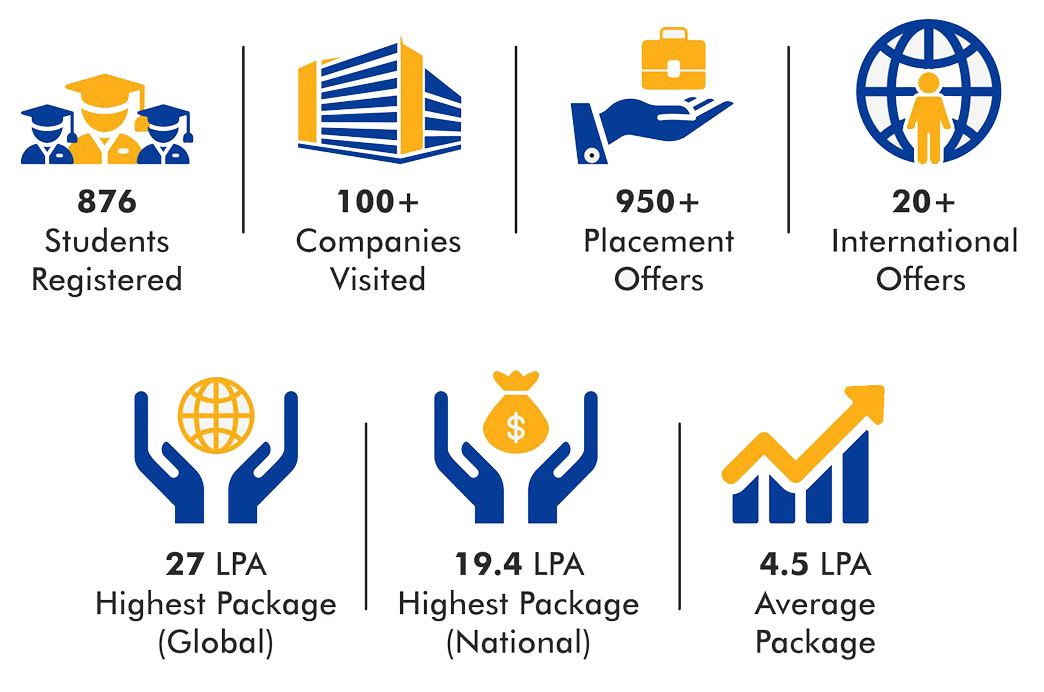 876
Students
Registered
100+
Companies
Visited
950+
Placement
Offers
20+
International
Offers
27 LPA
Highest Package
(Global)
$
19.4 LPA
Highest Package
(National)
4.5 LPA
Average
Package